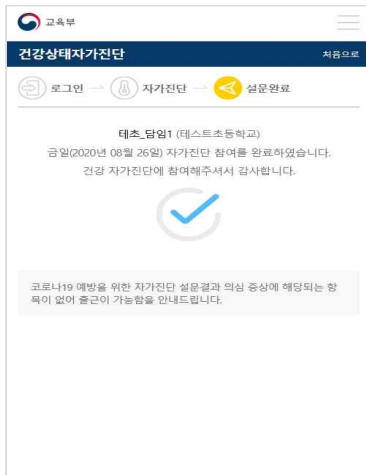 교육부
건강상태자가진단 처음으로
로그인 → 자가진단 → 설문완료
테초_담임1 (테스트초등학교)
금일(2020년 08월 26일) 자가진단 참여를 완료하였습니다.
건강 자가진단에 참여해주셔서 감사합니다.
코로나19 예방을 위한 자가진단 설문결과 의심 증상에 해당되는 항
목이 없어 출근이 가능함을 안내드립니다.